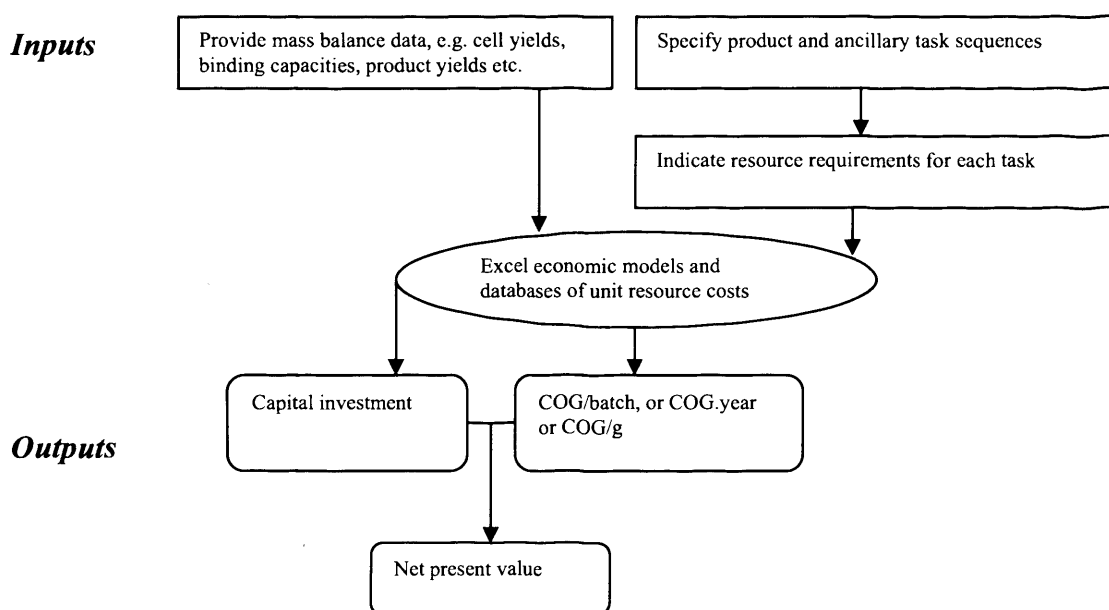 Inputs
Provide mass balance data, e.g. cell yields,
binding capacities, product yields etc.
Specify product and ancillary task sequences
Indicate resource requirements for each task
Excel economic models and
databases of unit resource costs
Capital investment
COG/batch, or COG.year
or COG/g
Outputs
Net present value